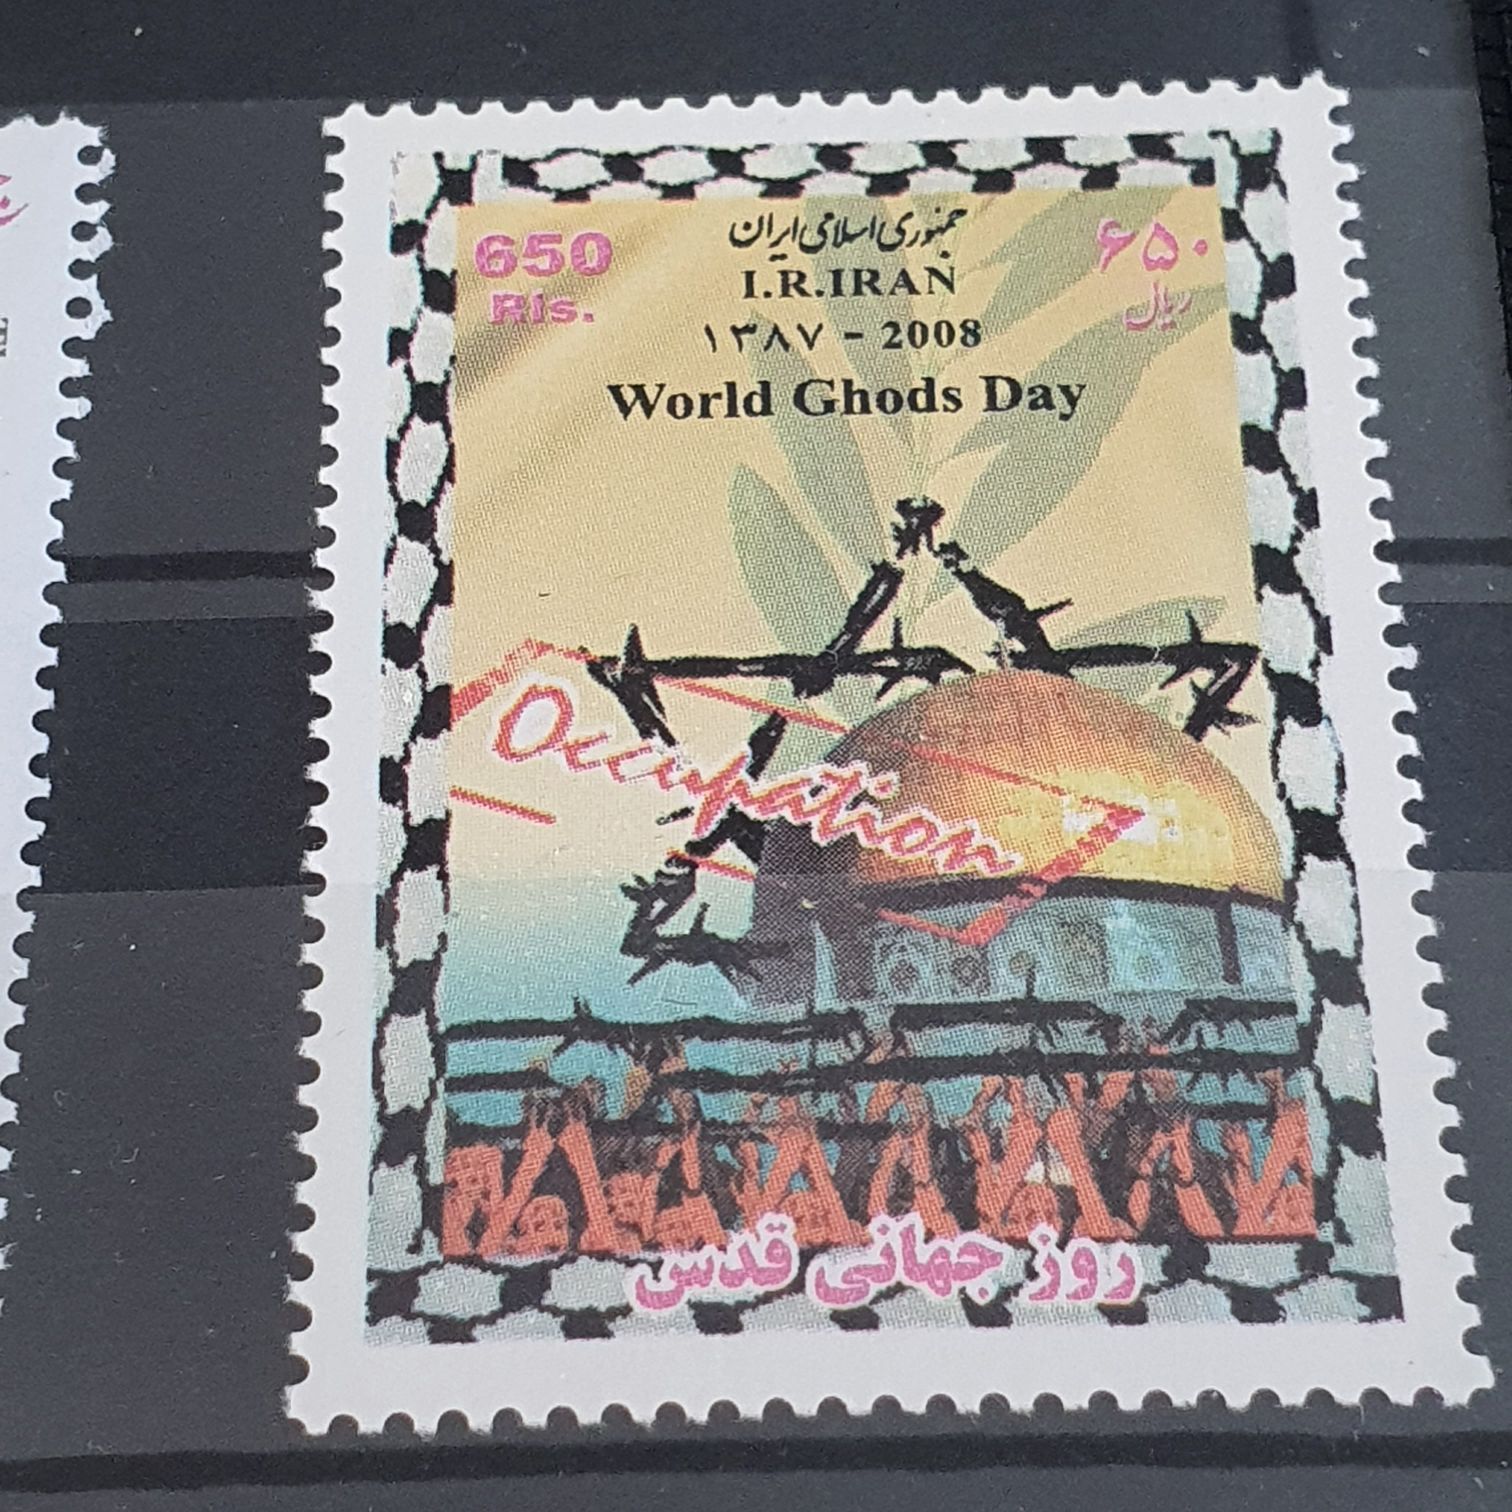 650
Rls.
جمهوری اسلامی ایران
I.R.IRAN
۱۳۸۷ - 2008
World Ghods Day
۶۵۰
ریال
Occupation
روز جهانی قدس